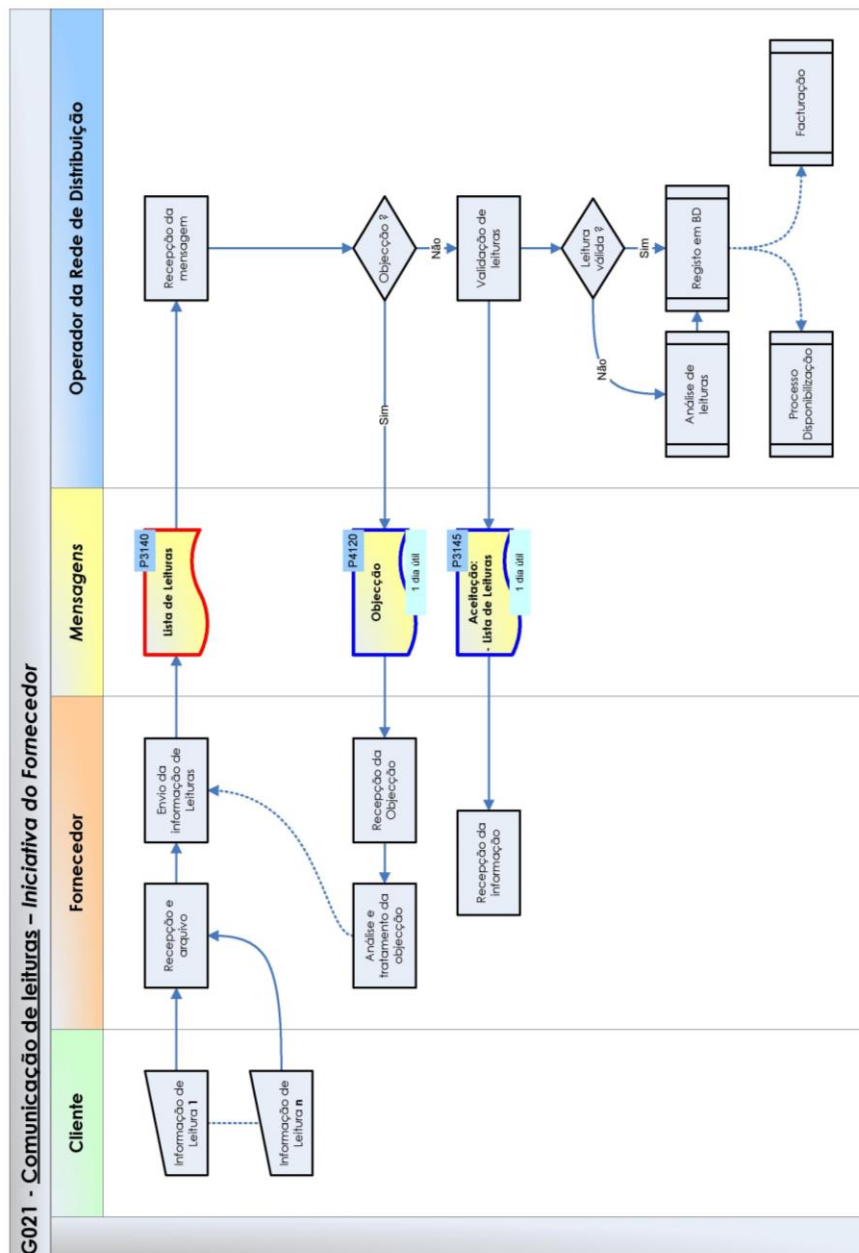 G021 - Comunicação de leituras – Iniciativa do Fornecedor
Cliente
Fornecedor
Mensagens
Operador da Rede de Distribuição
Informação de
Leitura 1
Informação de
Leitura n
Recepção e
arquivo
Envio da
informação de
Leituras
P3140
Lista de Leituras
Recepção da
mensagem
Objecção ?
Sim
Não
P4120
Objecção
1 dia útil
Recepção da
Objecção
Análise e
tratamento da
objecção
Validação de
leituras
P3145
Aceitação:
- Lista de Leituras
1 dia útil
Recepção da
informação
Leitura
válida ?
Não
Sim
Análise de
leituras
Registo em BD
Processo
Disponibilização
Facturação